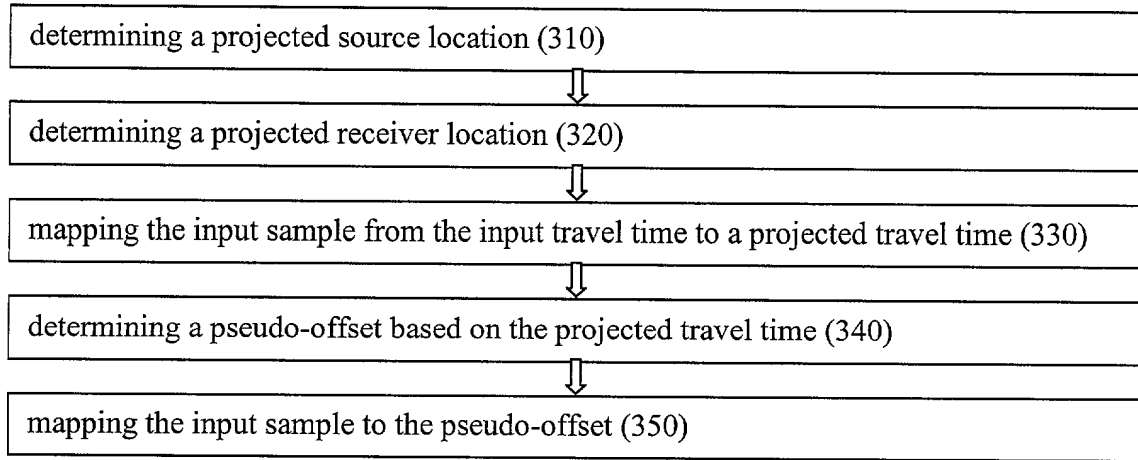 determining a projected source location (310)
determining a projected receiver location (320)
mapping the input sample from the input travel time to a projected travel time (330)
determining a pseudo-offset based on the projected travel time (340)
mapping the input sample to the pseudo-offset (350)